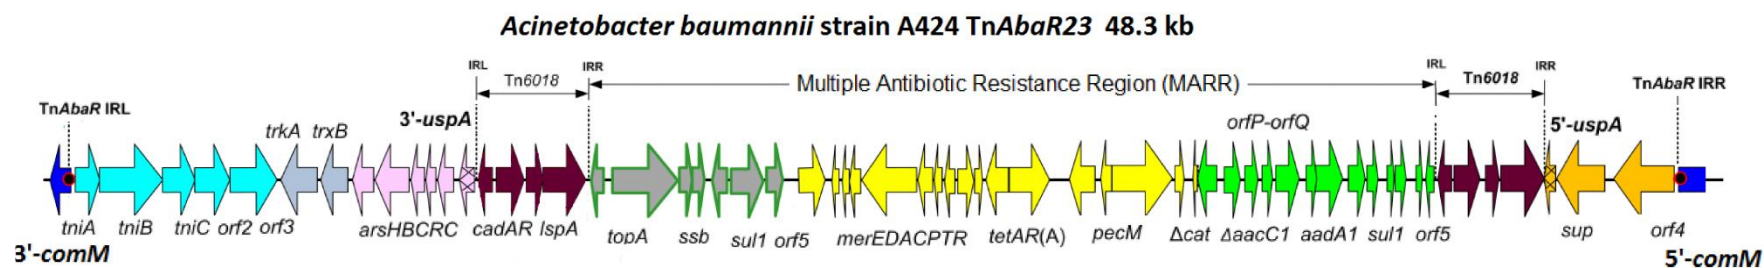 Acinetobacter baumannii strain A424 TnAbaR23 48.3 kb
IRL IRR IRL IRR
Tn6018 Multiple Antibiotic Resistance Region (MARR) Tn6018
TnAbaR IRL TnAbaR IRR
3'-uspA orfP-orfQ 5'-uspA
trkA trxB
tniA tniB tniC orf2 orf3 arsHBCRC cadAR lspA topA ssb sul1 orf5 merEDACPTR tetAR(A) pecM Δcat ΔaacC1 aadA1 sul1 orf5 sup orf4
3'-comM 5'-comM